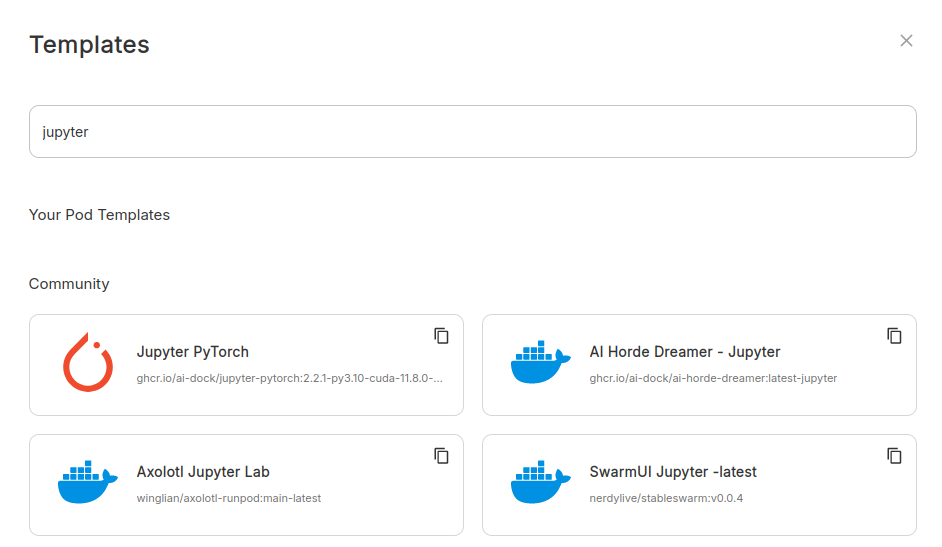 Templates
jupyter
Your Pod Templates
Community
Jupyter PyTorch
ghcr.io/ai-dock/jupyter-pytorch:2.2.1-py3.10-cuda-11.8.0-...
AI Horde Dreamer - Jupyter
ghcr.io/ai-dock/ai-horde-dreamer:latest-jupyter
Axolotl Jupyter Lab
winglian/axolotl-runpod:main-latest
SwarmUI Jupyter -latest
nerdylive/stableswarm:v0.0.4